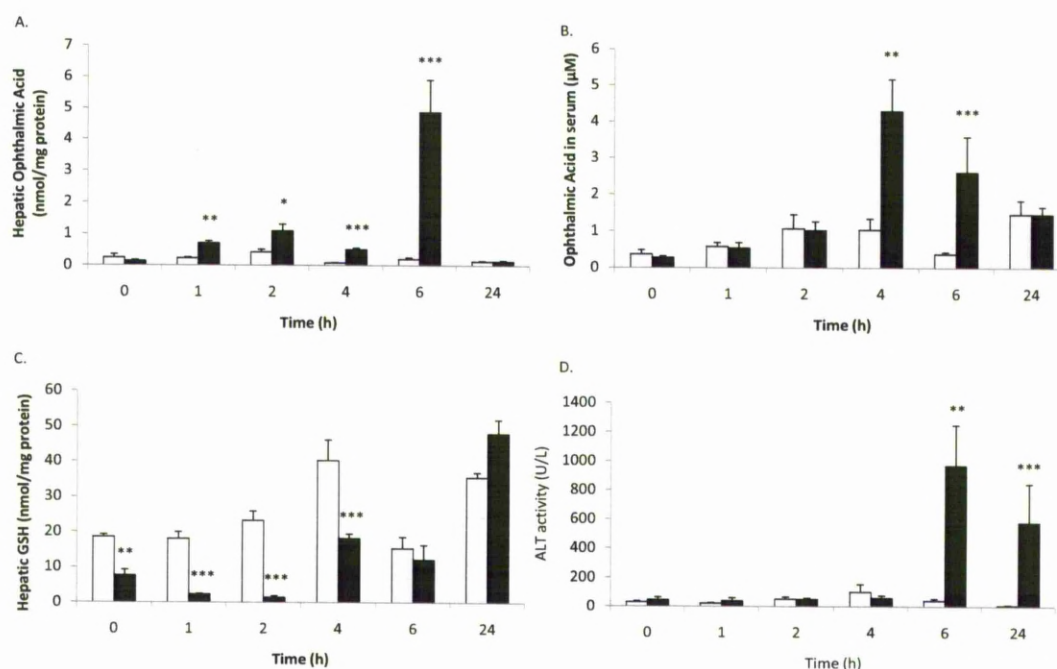 A.
Hepatic Ophthalmic Acid
(nmol/mg protein)
7
6
5
4
3
2
1
0
**
*
***
***
0 1 2 4 6 24
Time (h)
B.
Ophthalmic Acid in serum (µM)
6
5
4
3
2
1
0
**
***
0 1 2 4 6 24
Time (h)
C.
Hepatic GSH (nmol/mg protein)
60
50
40
30
20
10
0
**
***
***
***
0 1 2 4 6 24
Time (h)
D.
ALT activity (U/L)
1400
1200
1000
800
600
400
200
0
**
***
0 1 2 4 6 24
Time (h)